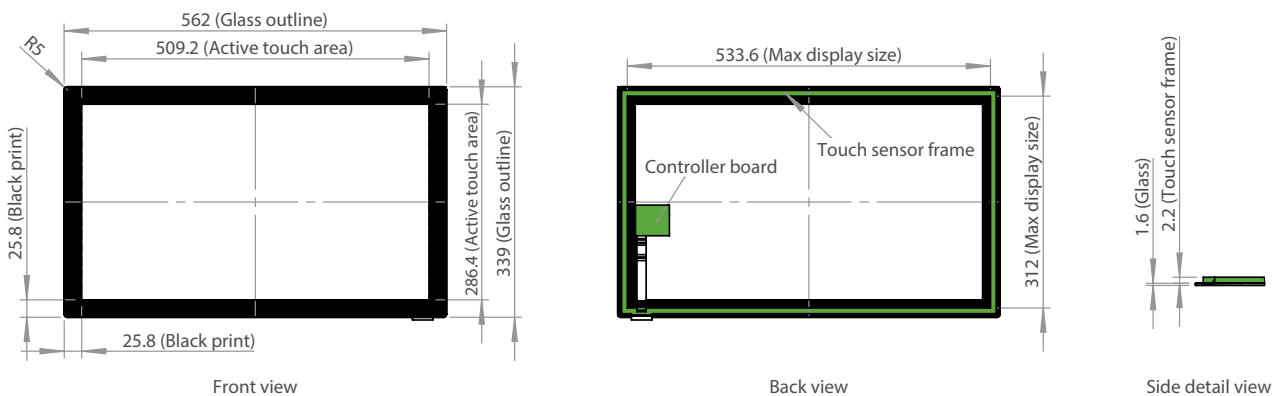 562 (Glass outline)
509.2 (Active touch area)
R5
25.8 (Black print)
286.4 (Active touch area)
339 (Glass outline)
25.8 (Black print)
Front view
533.6 (Max display size)
Touch sensor frame
Controller board
312 (Max display size)
Back view
1.6 (Glass)
2.2 (Touch sensor frame)
Side detail view